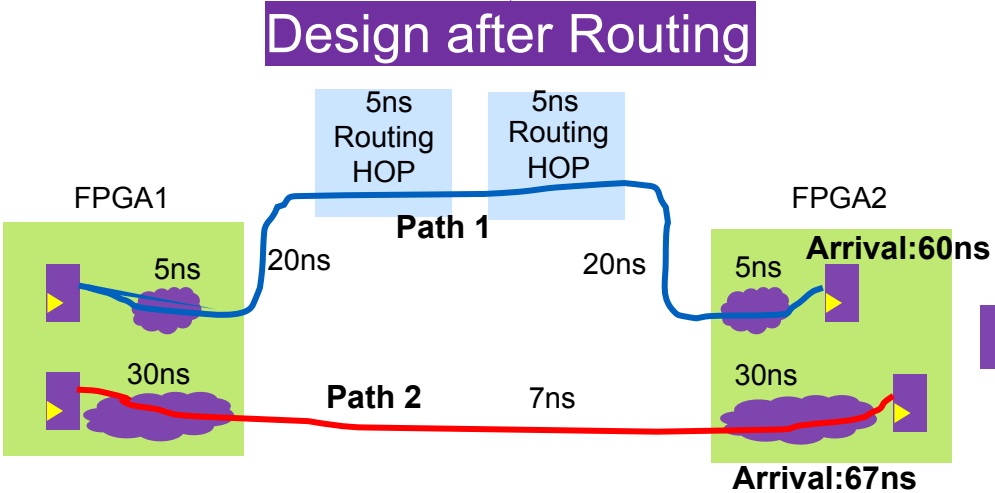 Design after Routing
5ns
Routing
HOP
5ns
Routing
HOP
FPGA1
FPGA2
Path 1
Arrival:60ns
5ns
20ns
20ns
5ns
30ns
Path 2
7ns
30ns
Arrival:67ns